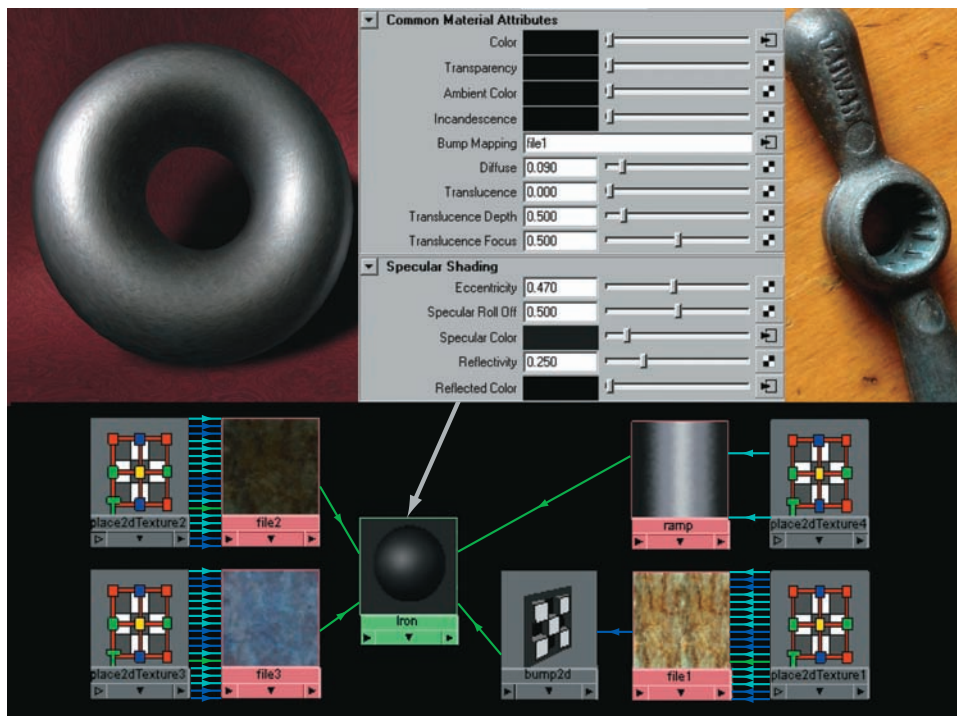 Common Material Attributes
Color
Transparency
Ambient Color
Incandescence
Bump Mapping file1
Diffuse 0.090
Translucence 0.000
Translucence Depth 0.500
Translucence Focus 0.500
Specular Shading
Eccentricity 0.470
Specular Roll Off 0.500
Specular Color
Reflectivity 0.250
Reflected Color
TAIWAN
place2dTexture2
file2
Iron
ramp
place2dTexture4
place2dTexture3
file3
bump2d
file1
place2dTexture1